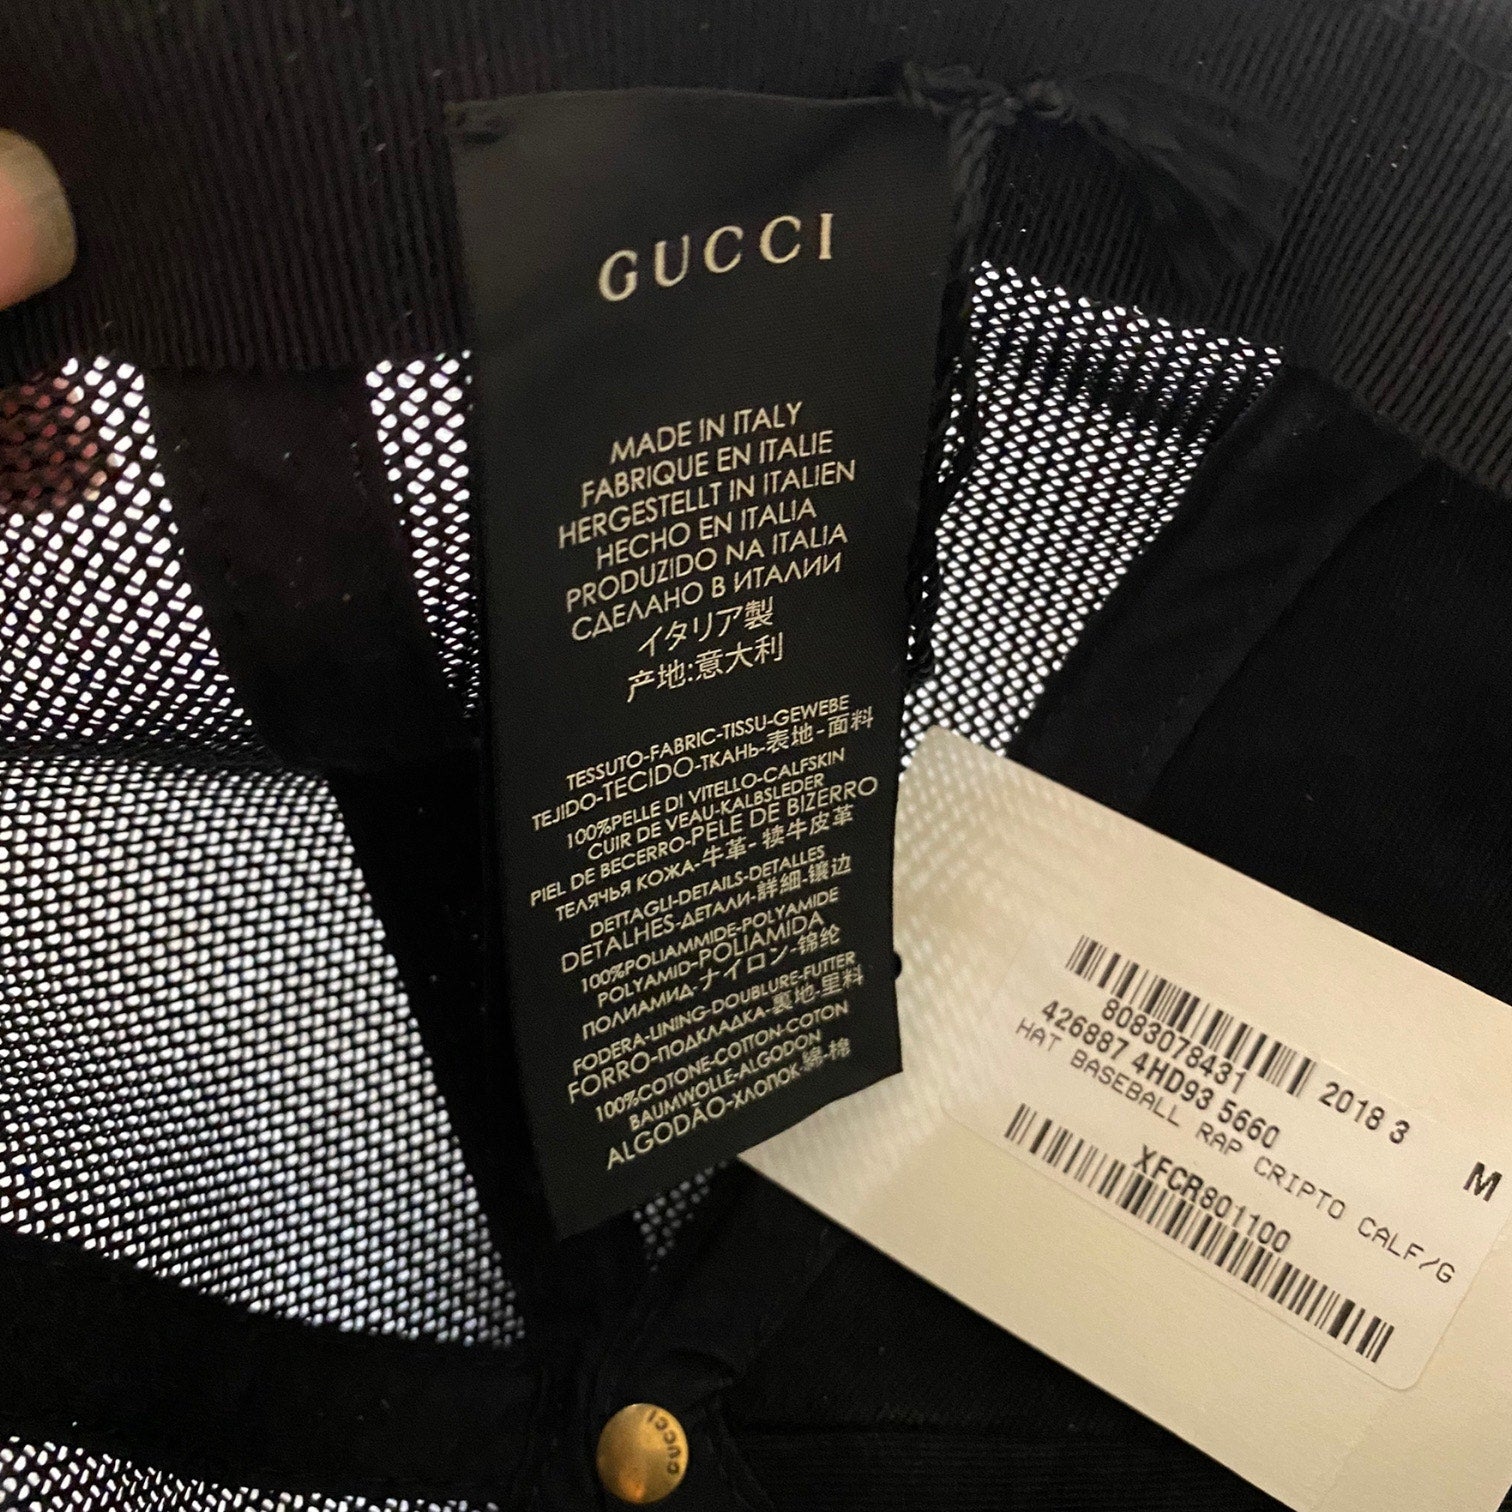 GUCCI
MADE IN ITALY
FABRIQUE EN ITALIE
HERGESTELLT IN ITALIEN
HECHO EN ITALIA
PRODUZIDO NA ITALIA
СДЕЛАНО В ИТАЛИИ
イタリア製
产地:意大利
TESSUTO-FABRIC-TISSU-GEWEBE
TEJIDO-TECIDO-ТКАНЬ-表地-面料
100%PELLE DI VITELLO-CALFSKIN
CUIR DE VEAU-KALBSLEDER
PIEL DE BECERRO-PELE DE BIZERRO
ТЕЛЯЧЬЯ КОЖА-牛革-犊牛皮革
DETTAGLI-DETAILS-DETALLES
DETALHES-ДЕТАЛИ-詳細-镶边
100%POLIAMMIDE-POLYAMIDE
POLYAMID-POLIAMIDA
ПОЛИАМИД-ナイロン-锦纶
FODERA-LINING-DOUBLURE-FUTTER
FORRO-ПОДКЛАДКА-裏地-里料
100%COTONE-COTTON-COTON
BAUMWOLLE-ALGODON
ALGODÃO-ХЛОПОК-綿-棉
8083078431 2018 3
426887 4HD93 5660 M
HAT BASEBALL RAP CRIPTO CALF/G
XFCR801100
GUCCI